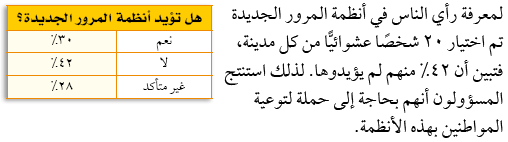 لمعرفة رأي الناس في أنظمة المرور الجديدة
تم اختيار ٢٠ شخصًا عشوائيًّا من كل مدينة،
فتبين أن ٤٢٪ منهم لم يؤيدوها. لذلك استنتج
المسؤولون أنهم بحاجة إلى حملة لتوعية
المواطنين بهذه الأنظمة.
هل تؤيد أنظمة المرور الجديدة؟
نعم ٣٠٪
لا ٤٢٪
غير متأكد ٢٨٪